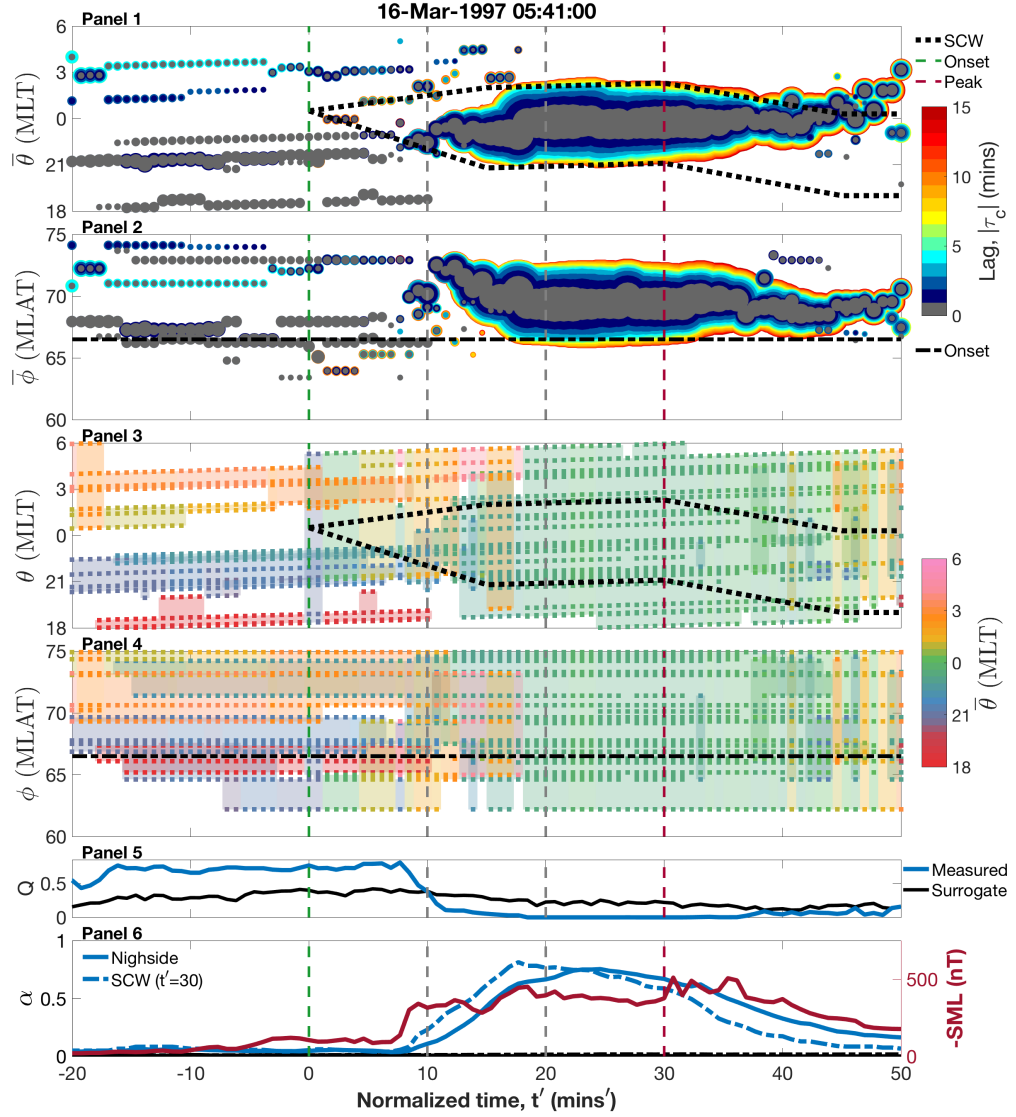 16-Mar-1997 05:41:00
Panel 1
6
3
0
21
18
θ̅ (MLT)
SCW
Onset
Peak
15
10
5
0
Lag, |τc| (mins)
Panel 2
75
70
65
60
ϕ̅ (MLAT)
Onset
Panel 3
6
3
0
21
18
θ (MLT)
Panel 4
75
70
65
60
ϕ (MLAT)
6
3
0
21
18
θ̅ (MLT)
Panel 5
0.5
0
Q
Measured
Surrogate
Panel 6
1
0.5
0
α
Nighside
SCW (t′=30)
500
0
-SML (nT)
-20 -10 0 10 20 30 40 50
Normalized time, t′ (mins′)